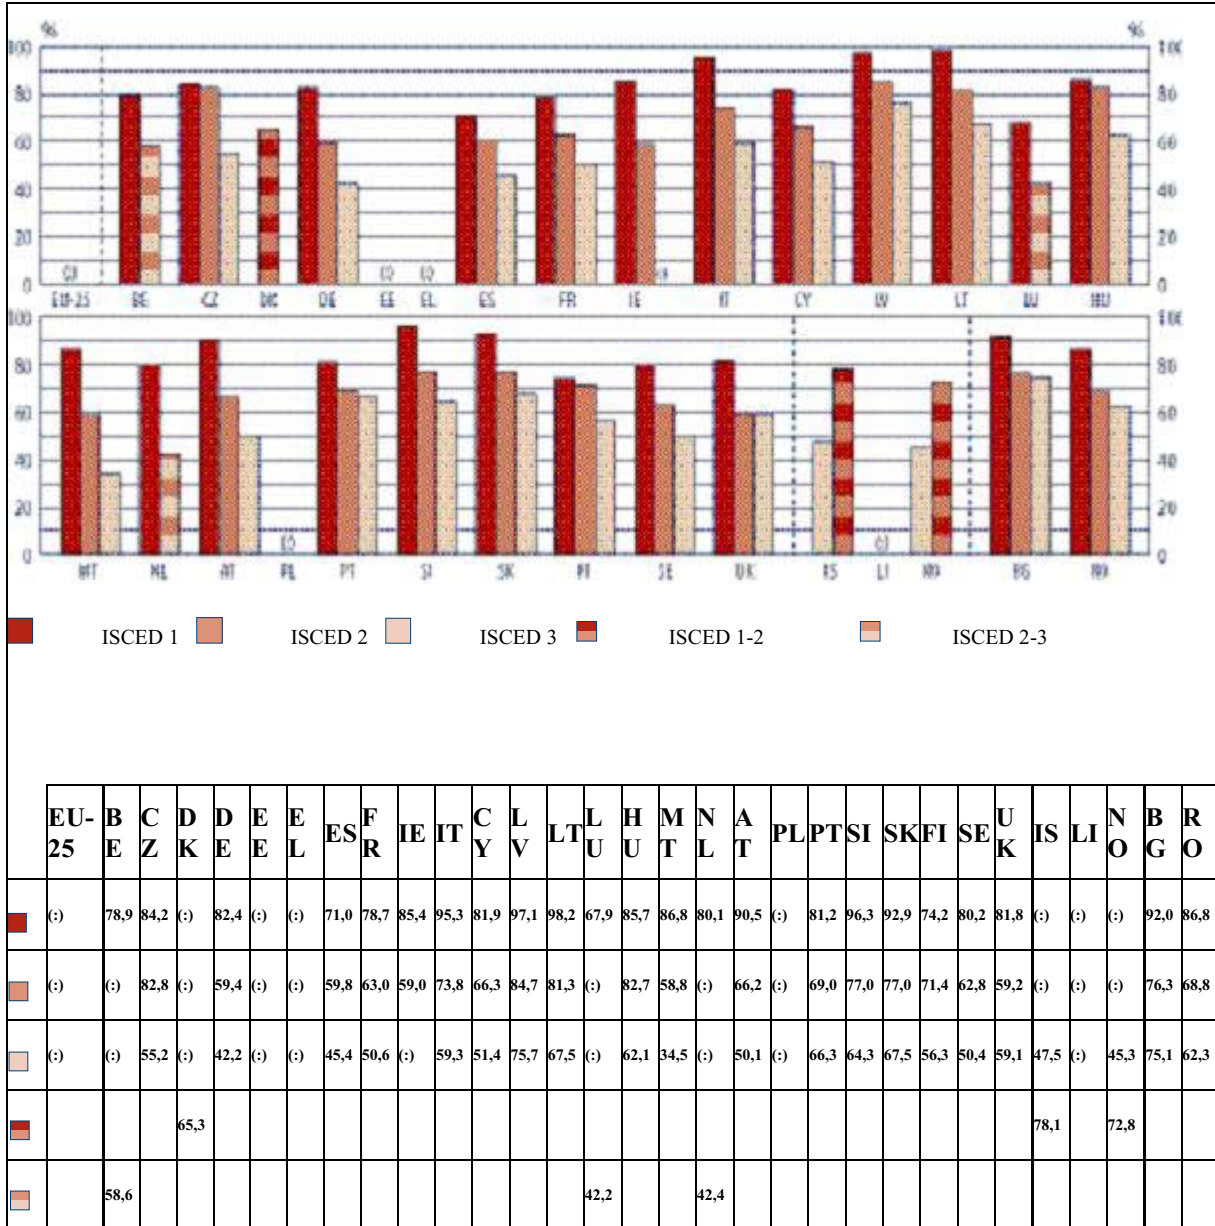 % %
100 100
80 80
60 60
40 40
20 20
0 0
EU-25 BE CZ DK DE EE EL ES FR IE IT CY LV LT LU HU
100 100
80 80
60 60
40 40
20 20
0 0
MT NL AT PL PT SI SK FI SE UK IS LI NO BG RO
ISCED 1 ISCED 2 ISCED 3 ISCED 1-2 ISCED 2-3
EU-25 BE CZ DK DE EE EL ES FR IE IT CY LV LT LU HU MT NL AT PL PT SI SK FI SE UK IS LI NO BG RO
(:) 78,9 84,2 (:) 82,4 (:) (:) 71,0 78,7 85,4 95,3 81,9 97,1 98,2 67,9 85,7 86,8 80,1 90,5 (:) 81,2 96,3 92,9 74,2 80,2 81,8 (:) (:) (:) 92,0 86,8
(:) (:) 82,8 (:) 59,4 (:) (:) 59,8 63,0 59,0 73,8 66,3 84,7 81,3 (:) 82,7 58,8 (:) 66,2 (:) 69,0 77,0 77,0 71,4 62,8 59,2 (:) (:) (:) 76,3 68,8
(:) (:) 55,2 (:) 42,2 (:) (:) 45,4 50,6 (:) 59,3 51,4 75,7 67,5 (:) 62,1 34,5 (:) 50,1 (:) 66,3 64,3 67,5 56,3 50,4 59,1 47,5 (:) 45,3 75,1 62,3
65,3 78,1 72,8
58,6 42,2 42,4